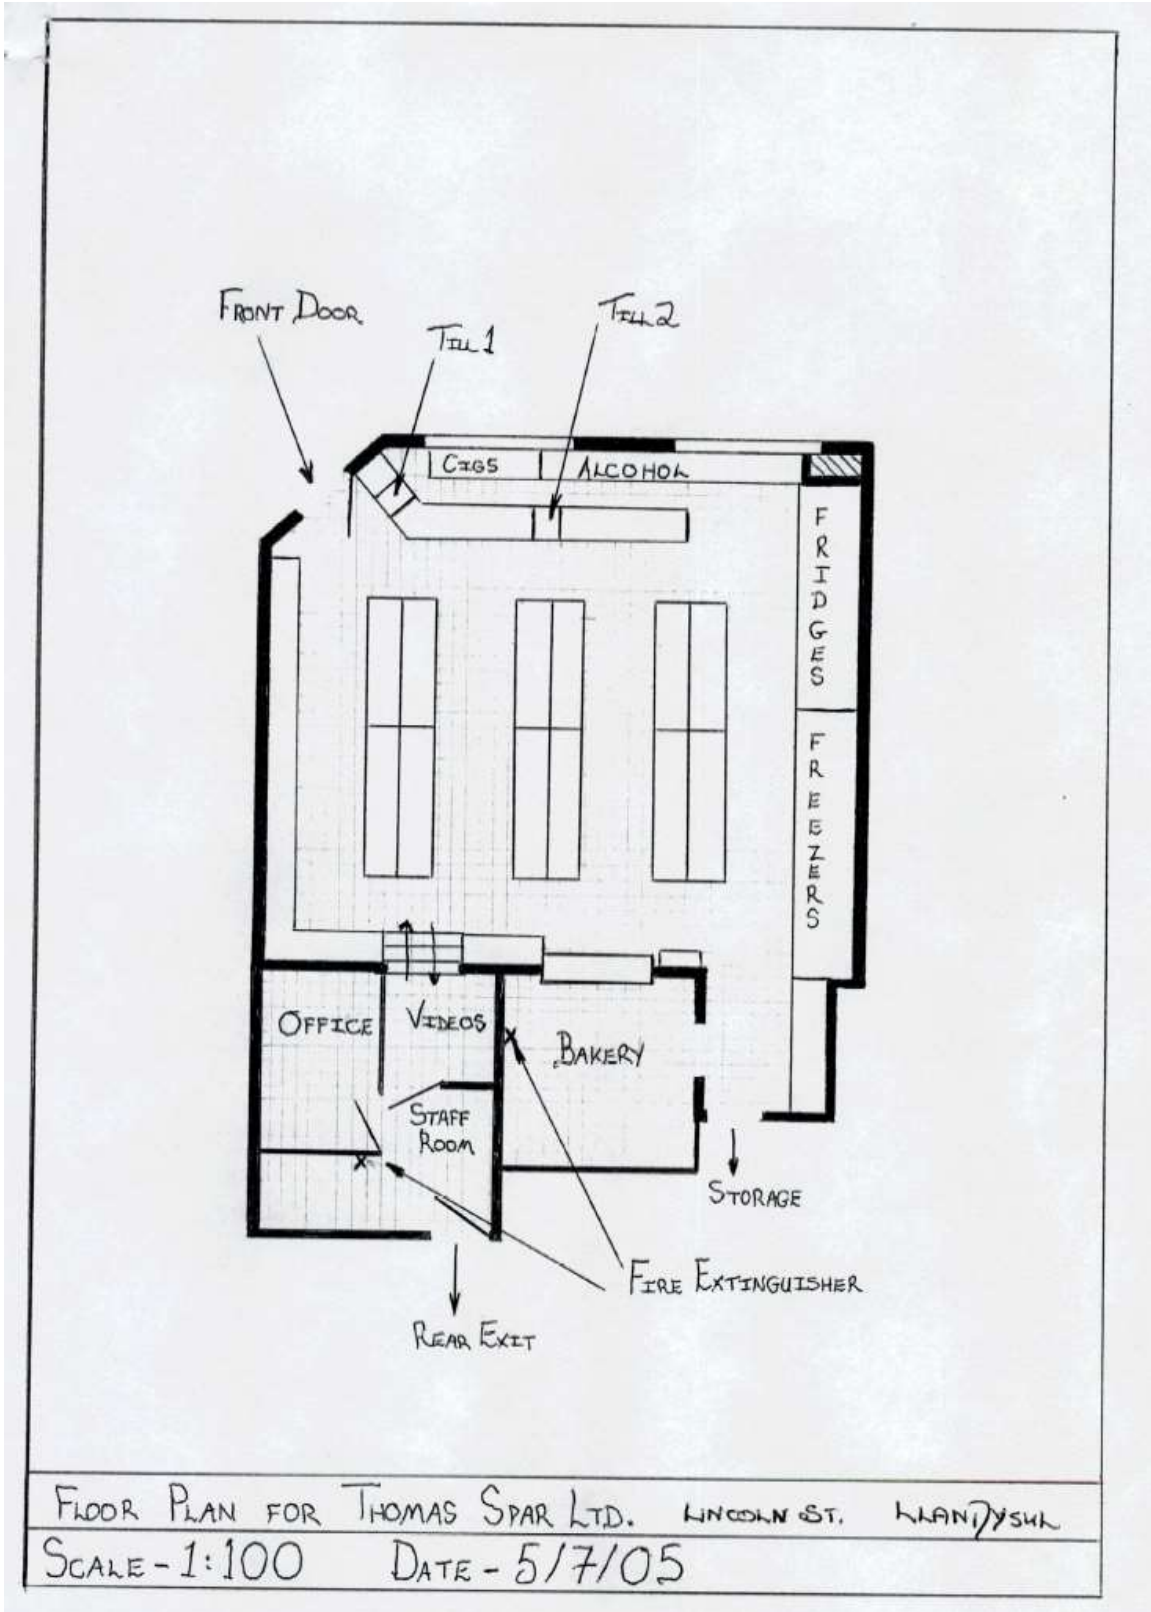 FRONT DOOR
TILL 1
TILL 2
CIGS
ALCOHOL
FRIDGES
FREEZERS
OFFICE
VIDEOS
BAKERY
STAFF
ROOM
STORAGE
FIRE EXTINGUISHER
REAR EXIT
FLOOR PLAN FOR THOMAS SPAR LTD. LINCOLN ST. LLANDYSUL
SCALE - 1:100 DATE - 5/7/05